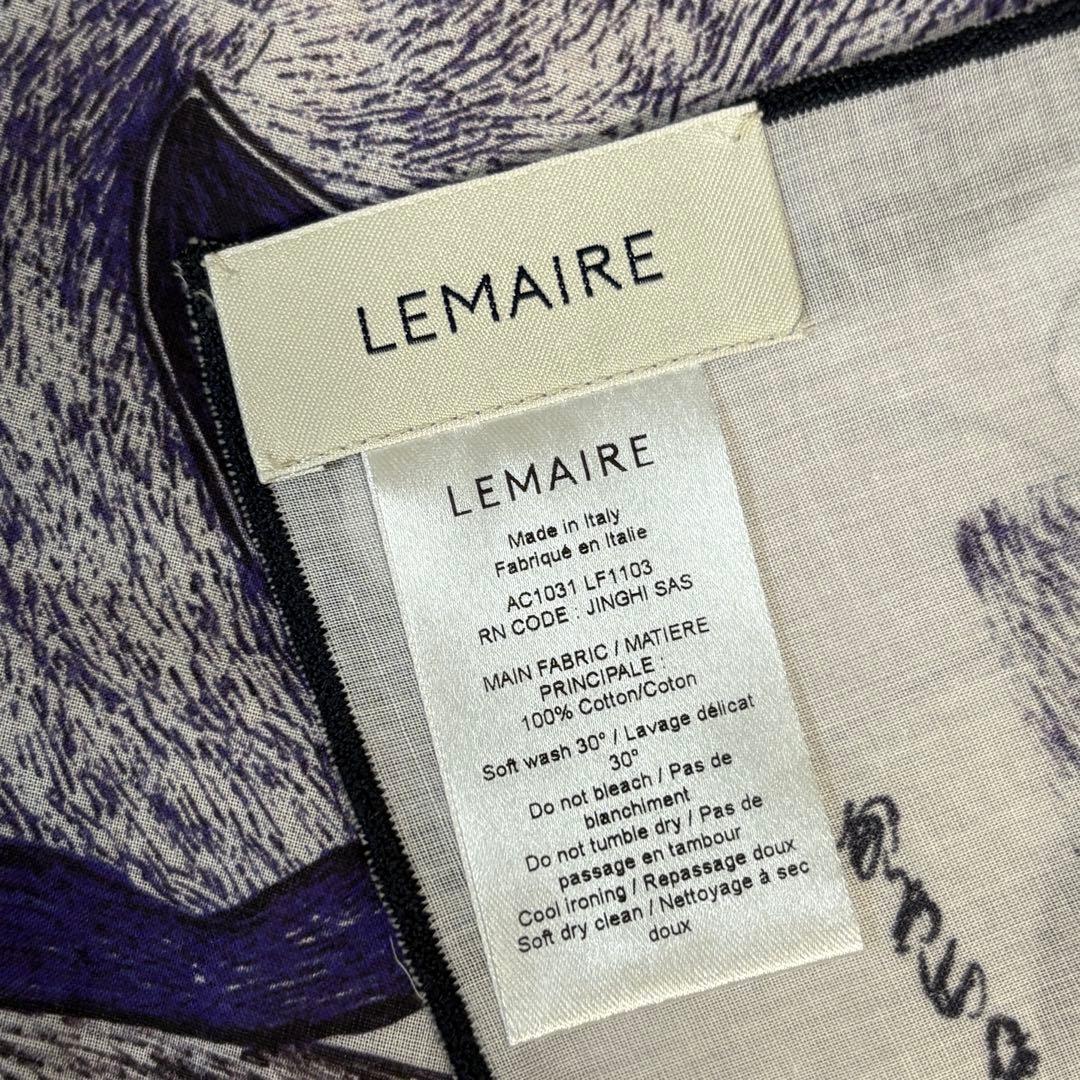 LEMAIRE
LEMAIRE
Made in Italy
Fabriqué en Italie
AC1031 LF1103
RN CODE : JINGHI SAS
MAIN FABRIC / MATIERE
PRINCIPALE :
100% Cotton/Coton
Soft wash 30° / Lavage délicat
30°
Do not bleach / Pas de
blanchiment
Do not tumble dry / Pas de
passage en tambour
Cool ironing / Repassage doux
Soft dry clean / Nettoyage à sec
doux